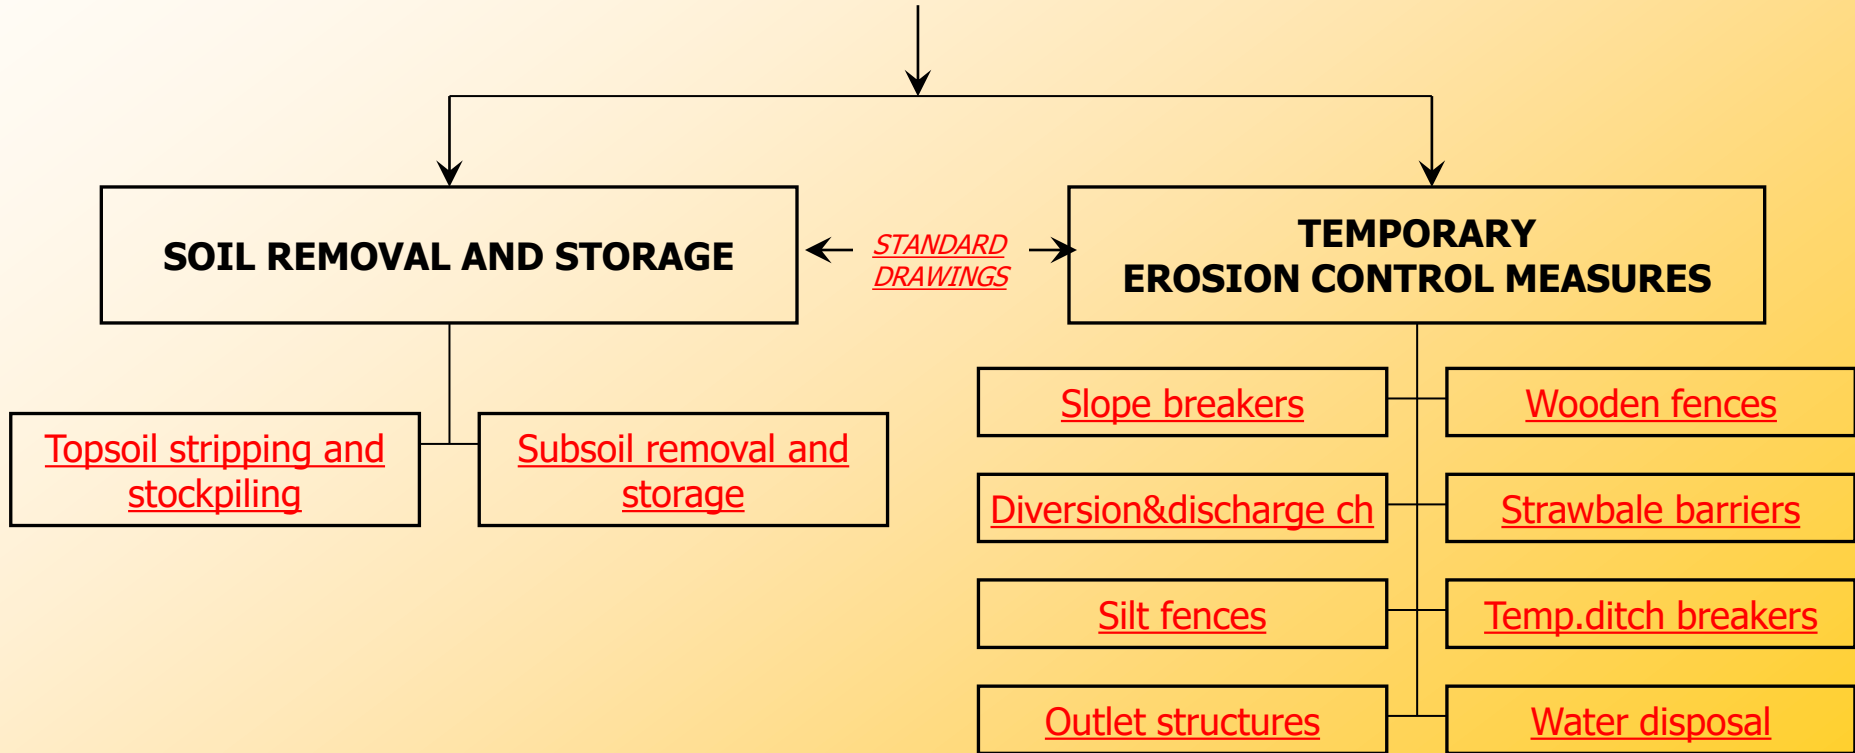 SOIL REMOVAL AND STORAGE
STANDARD
DRAWINGS
TEMPORARY
EROSION CONTROL MEASURES
Topsoil stripping and
stockpiling
Subsoil removal and
storage
Slope breakers
Wooden fences
Diversion&discharge ch
Strawbale barriers
Silt fences
Temp.ditch breakers
Outlet structures
Water disposal